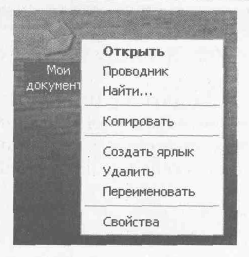 Мои
документ
Открыть
Проводник
Найти...
Копировать
Создать ярлык
Удалить
Переименовать
Свойства